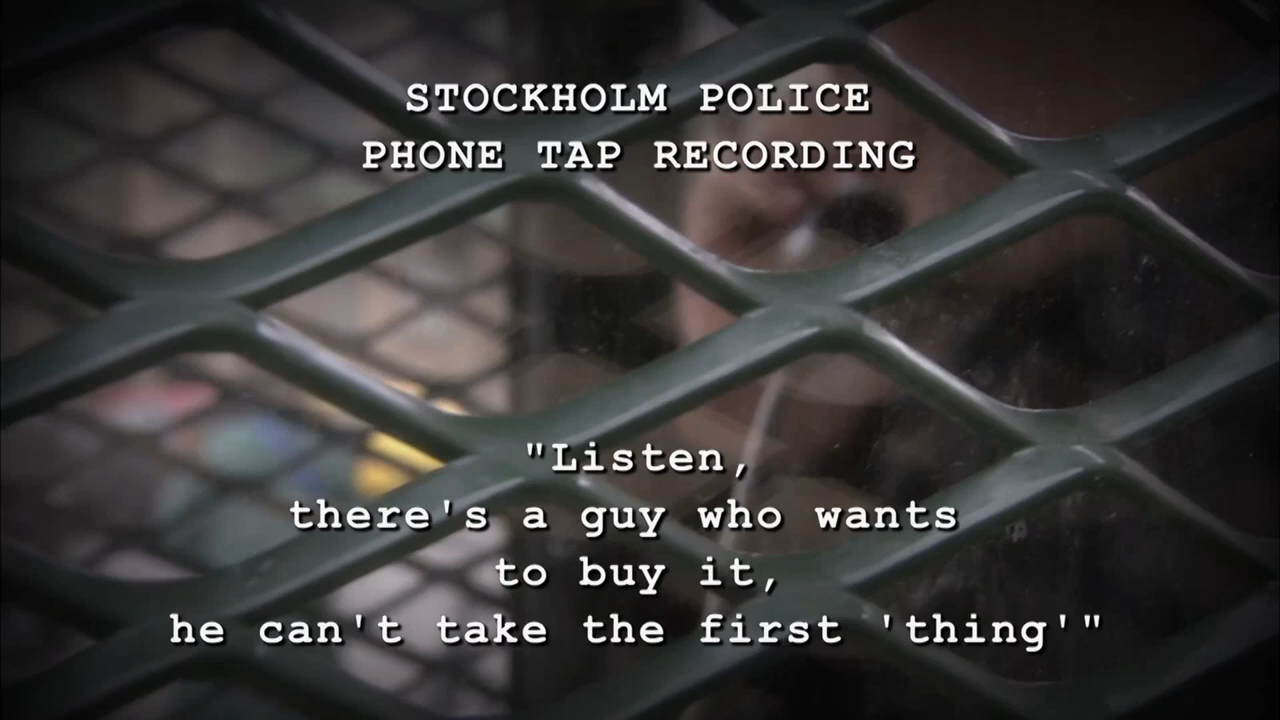 STOCKHOLM POLICE
PHONE TAP RECORDING
"Listen,
there's a guy who wants
to buy it,
he can't take the first 'thing'"